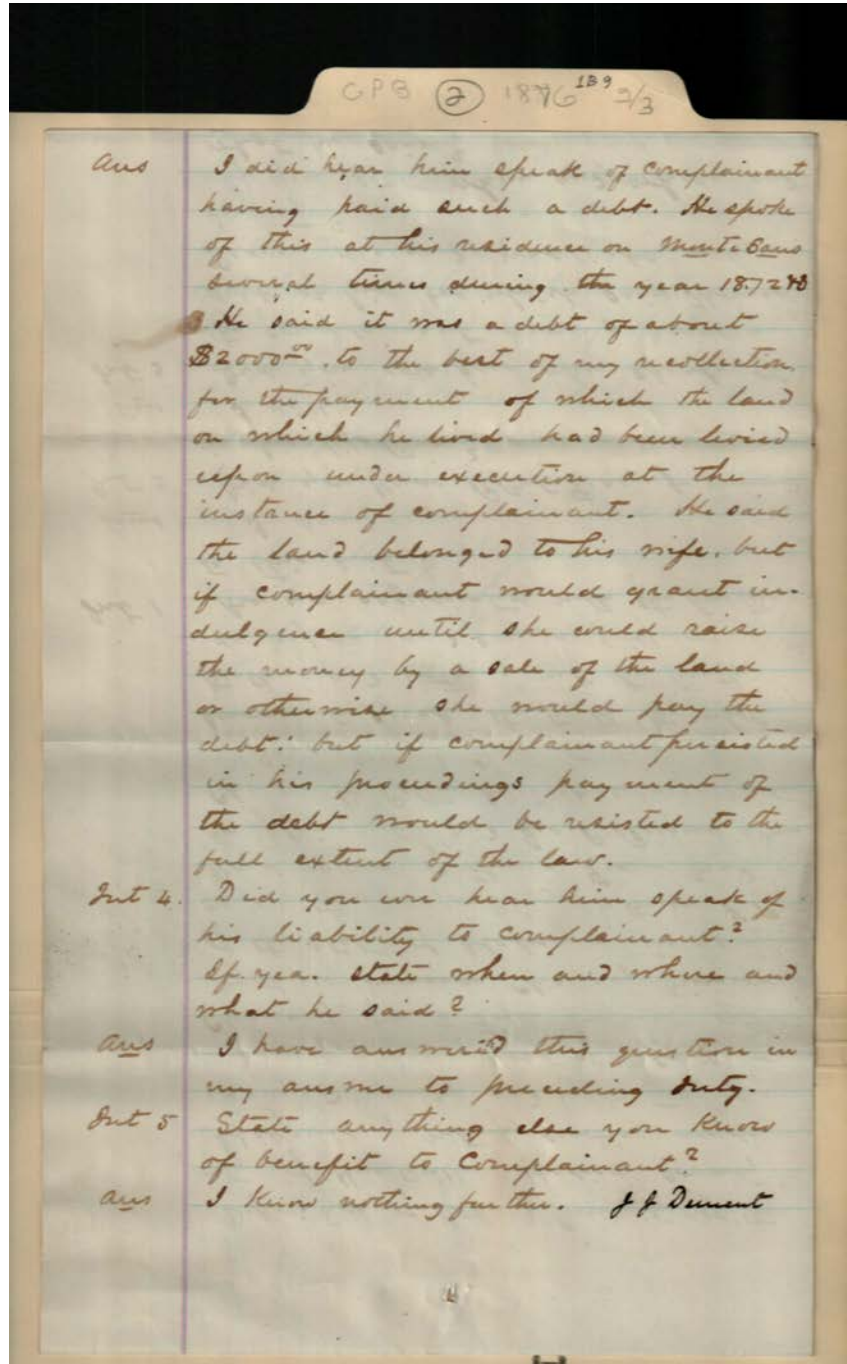 GPB (2) 1876 1B9 2/3
Ans I did hear him speak of complainant
having paid such a debt. He spoke
of this at his residence on Monte Sano
several times during the year 1872 &
3 He said it was a debt of about
$2000.00 to the best of my recollection.
for the payment of which the land
on which he lived had been levied
upon under execution at the
instance of complainant. He said
the land belonged to his wife. but
if complainant would grant in-
dulgence until she could raise
the money by a sale of the land
or otherwise she would pay the
debt: but if complainant persisted
in his proceedings payment of
the debt would be resisted to the
full extent of the law.
Int 4. Did you ever hear him speak of
his liability to complainant?
If yea. state when and where and
what he said?
Ans I have answered this question in
my answer to preceding Inty.
Int 5 State anything else you know
of benefit to Complainant?
Ans I know nothing further. J J Dement